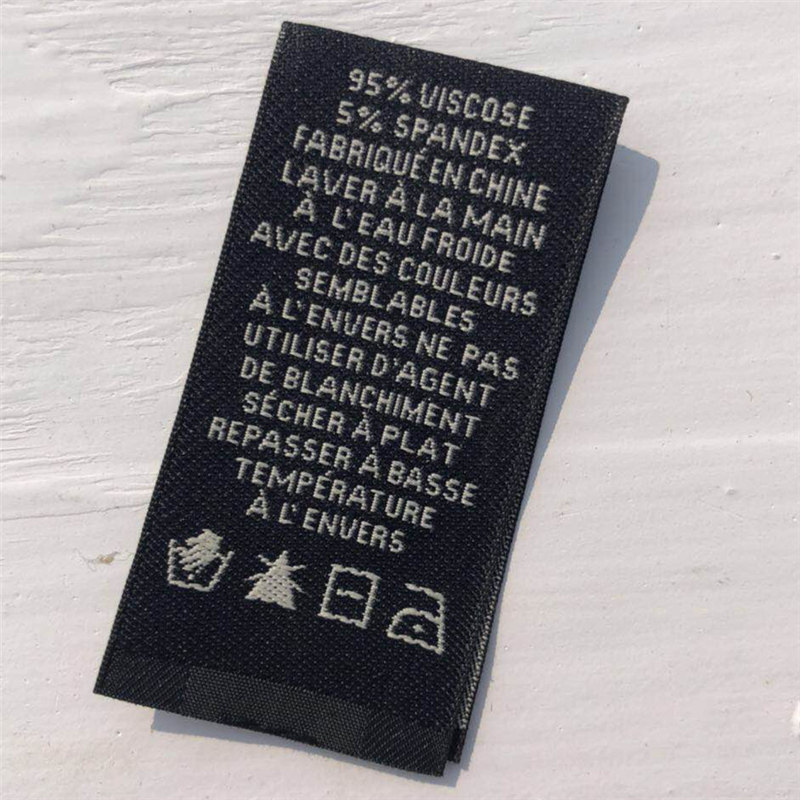 95% VISCOSE
5% SPANDEX
FABRIQUÉ EN CHINE
LAVER À LA MAIN
À L'EAU FROIDE
AVEC DES COULEURS
SEMBLABLES
À L'ENVERS NE PAS
UTILISER D'AGENT
DE BLANCHIMENT
SÉCHER À PLAT
REPASSER À BASSE
TEMPÉRATURE
À L'ENVERS